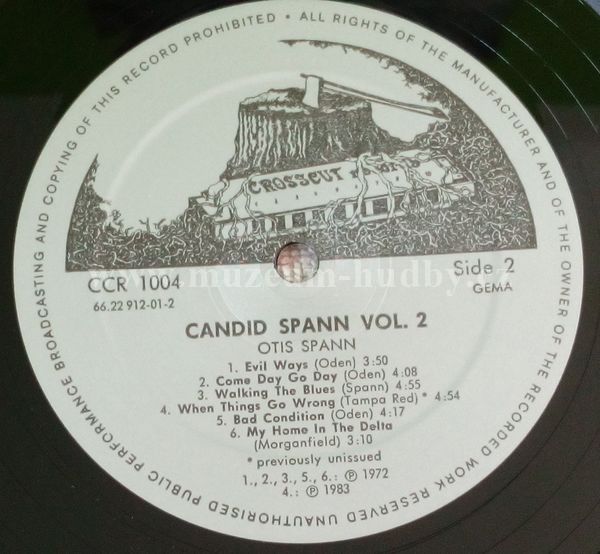 BROADCASTING AND COPYING OF THIS RECORD PROHIBITED • ALL RIGHTS OF THE MANUFACTURER AND OF THE OWNER OF THE RECORDED WORK RESERVED UNAUTHORISED PUBLIC PERFORMANCE
CROSSCUT
www.muzeum-hudby.cz
CCR 1004
Side 2
66.22 912-01-2
GEMA
CANDID SPANN VOL. 2
OTIS SPANN
1. Evil Ways (Oden) 3:50
2. Come Day Go Day (Oden) 4:08
3. Walking The Blues (Spann) 4:55
4. When Things Go Wrong (Tampa Red) * 4:54
5. Bad Condition (Oden) 4:17
6. My Home In The Delta
(Morganfield) 3:10
* previously unissued
1., 2., 3., 5., 6.: ℗ 1972
4.: ℗ 1983